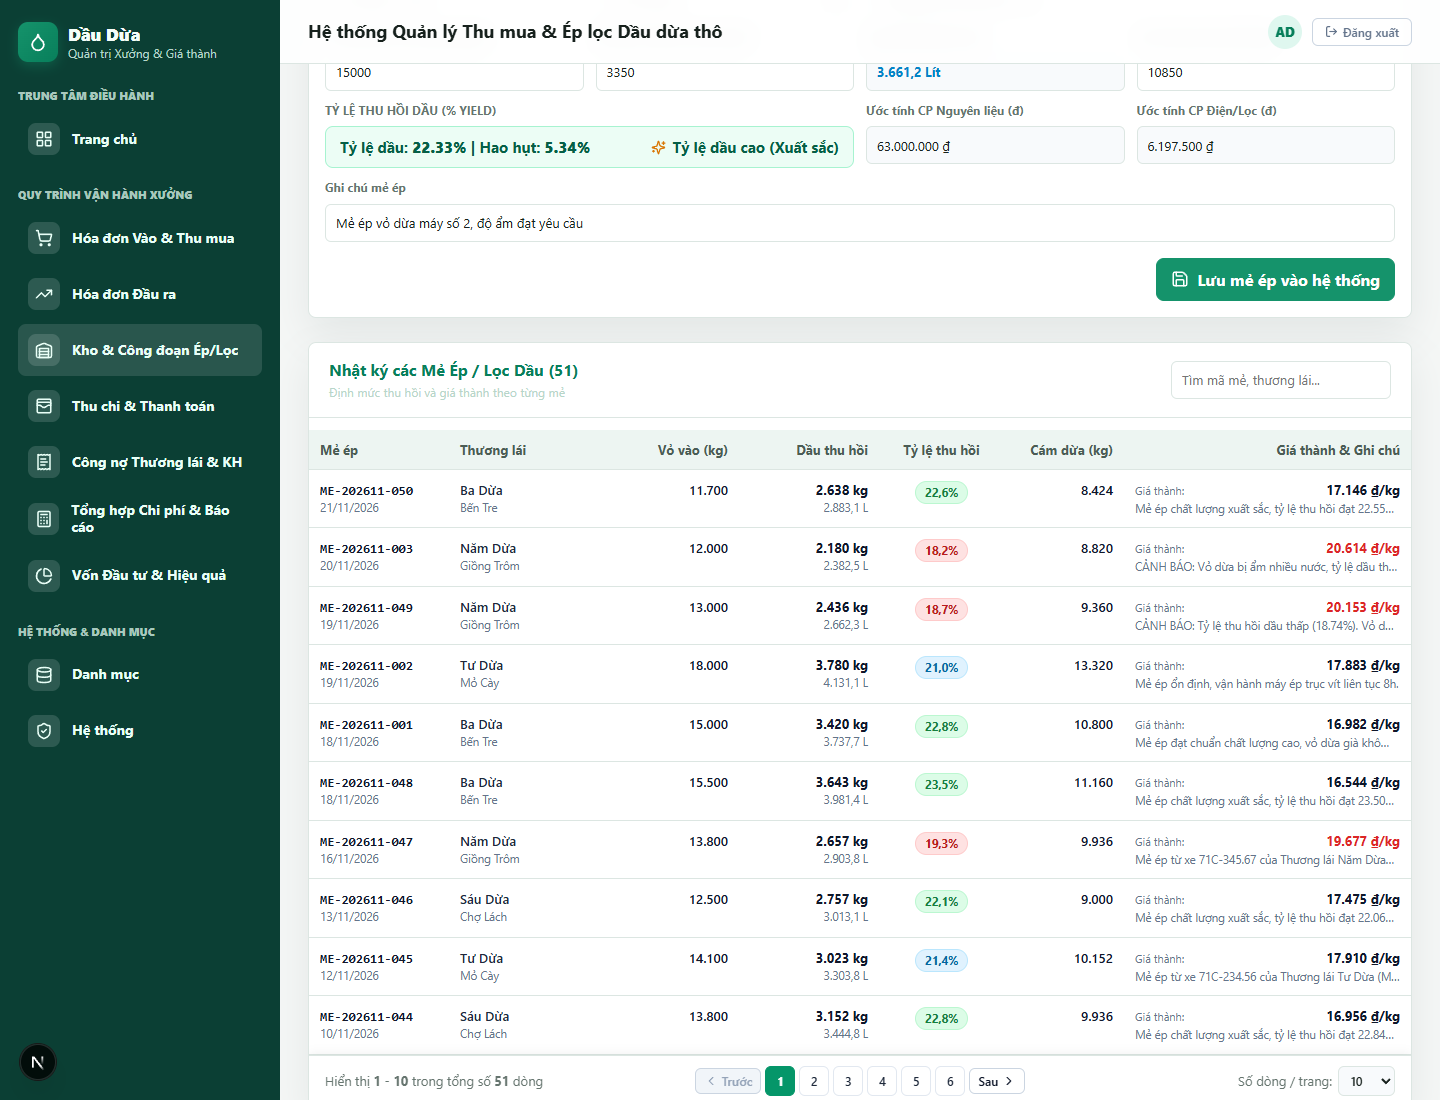 Dầu Dừa
Quản trị Xưởng & Giá thành
TRUNG TÂM ĐIỀU HÀNH
Trang chủ
QUY TRÌNH VẬN HÀNH XƯỞNG
Hóa đơn Vào & Thu mua
Hóa đơn Đầu ra
Kho & Công đoạn Ép/Lọc
Thu chi & Thanh toán
Công nợ Thương lái & KH
Tổng hợp Chi phí & Báo
cáo
Vốn Đầu tư & Hiệu quả
HỆ THỐNG & DANH MỤC
Danh mục
Hệ thống
N
Hệ thống Quản lý Thu mua & Ép lọc Dầu dừa thô
AD
Đăng xuất
15000
3350
3.661,2 Lít
10850
TỶ LỆ THU HỒI DẦU (% YIELD)
Ước tính CP Nguyên liệu (đ)
Ước tính CP Điện/Lọc (đ)
Tỷ lệ dầu: 22.33% | Hao hụt: 5.34%
Tỷ lệ dầu cao (Xuất sắc)
63.000.000 ₫
6.197.500 ₫
Ghi chú mẻ ép
Mẻ ép vỏ dừa máy số 2, độ ẩm đạt yêu cầu
Lưu mẻ ép vào hệ thống
Nhật ký các Mẻ Ép / Lọc Dầu (51)
Định mức thu hồi và giá thành theo từng mẻ
Tìm mã mẻ, thương lái...
Mẻ ép Thương lái Vỏ vào (kg) Dầu thu hồi Tỷ lệ thu hồi Cám dừa (kg) Giá thành & Ghi chú
ME-202611-050 Ba Dừa 11.700 2.638 kg 22,6% 8.424 Giá thành: 17.146 ₫/kg
21/11/2026 Bến Tre 2.883,1 L Mẻ ép chất lượng xuất sắc, tỷ lệ thu hồi đạt 22.55...
ME-202611-003 Năm Dừa 12.000 2.180 kg 18,2% 8.820 Giá thành: 20.614 ₫/kg
20/11/2026 Giồng Trôm 2.382,5 L CẢNH BÁO: Vỏ dừa bị ẩm nhiều nước, tỷ lệ dầu th...
ME-202611-049 Năm Dừa 13.000 2.436 kg 18,7% 9.360 Giá thành: 20.153 ₫/kg
19/11/2026 Giồng Trôm 2.662,3 L CẢNH BÁO: Tỷ lệ thu hồi dầu thấp (18.74%). Vỏ d...
ME-202611-002 Tư Dừa 18.000 3.780 kg 21,0% 13.320 Giá thành: 17.883 ₫/kg
19/11/2026 Mỏ Cày 4.131,1 L Mẻ ép ổn định, vận hành máy ép trục vít liên tục 8h.
ME-202611-001 Ba Dừa 15.000 3.420 kg 22,8% 10.800 Giá thành: 16.982 ₫/kg
18/11/2026 Bến Tre 3.737,7 L Mẻ ép đạt chuẩn chất lượng cao, vỏ dừa già khô...
ME-202611-048 Ba Dừa 15.500 3.643 kg 23,5% 11.160 Giá thành: 16.544 ₫/kg
18/11/2026 Bến Tre 3.981,4 L Mẻ ép chất lượng xuất sắc, tỷ lệ thu hồi đạt 23.50...
ME-202611-047 Năm Dừa 13.800 2.657 kg 19,3% 9.936 Giá thành: 19.677 ₫/kg
16/11/2026 Giồng Trôm 2.903,8 L Mẻ ép từ xe 71C-345.67 của Thương lái Năm Dừa...
ME-202611-046 Sáu Dừa 12.500 2.757 kg 22,1% 9.000 Giá thành: 17.475 ₫/kg
13/11/2026 Chợ Lách 3.013,1 L Mẻ ép chất lượng xuất sắc, tỷ lệ thu hồi đạt 22.06...
ME-202611-045 Tư Dừa 14.100 3.023 kg 21,4% 10.152 Giá thành: 17.910 ₫/kg
12/11/2026 Mỏ Cày 3.303,8 L Mẻ ép từ xe 71C-234.56 của Thương lái Tư Dừa (M...
ME-202611-044 Sáu Dừa 13.800 3.152 kg 22,8% 9.936 Giá thành: 16.956 ₫/kg
10/11/2026 Chợ Lách 3.444,8 L Mẻ ép chất lượng xuất sắc, tỷ lệ thu hồi đạt 22.84...
Hiển thị 1 - 10 trong tổng số 51 dòng
Trước 1 2 3 4 5 6 Sau
Số dòng / trang: 10